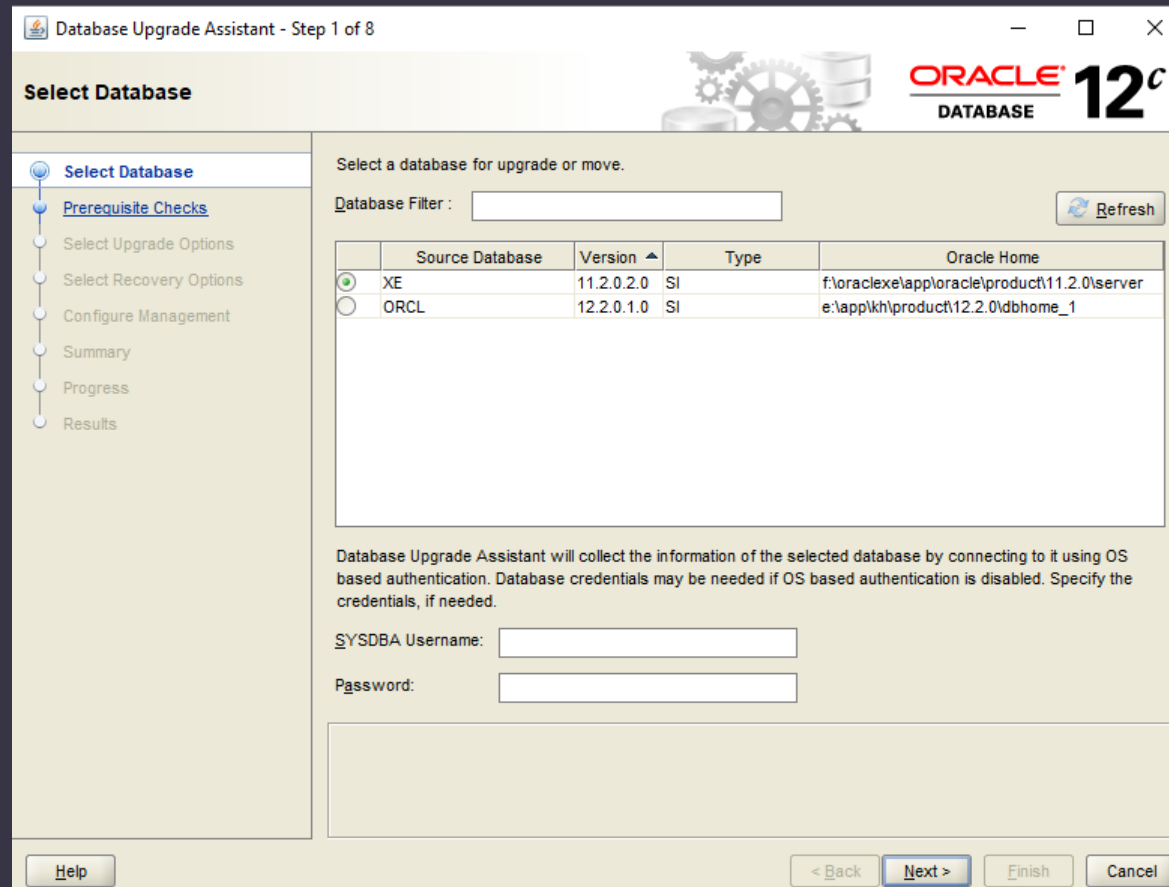 Database Upgrade Assistant - Step 1 of 8
Select Database
ORACLE
DATABASE
12c
Select Database
Prerequisite Checks
Select Upgrade Options
Select Recovery Options
Configure Management
Summary
Progress
Results
Select a database for upgrade or move.
Database Filter :
Refresh
Source Database Version Type Oracle Home
XE 11.2.0.2.0 SI f:\oraclexe\app\oracle\product\11.2.0\server
ORCL 12.2.0.1.0 SI e:\app\kh\product\12.2.0\dbhome_1
Database Upgrade Assistant will collect the information of the selected database by connecting to it using OS
based authentication. Database credentials may be needed if OS based authentication is disabled. Specify the
credentials, if needed.
SYSDBA Username:
Password:
Help
< Back Next > Finish Cancel